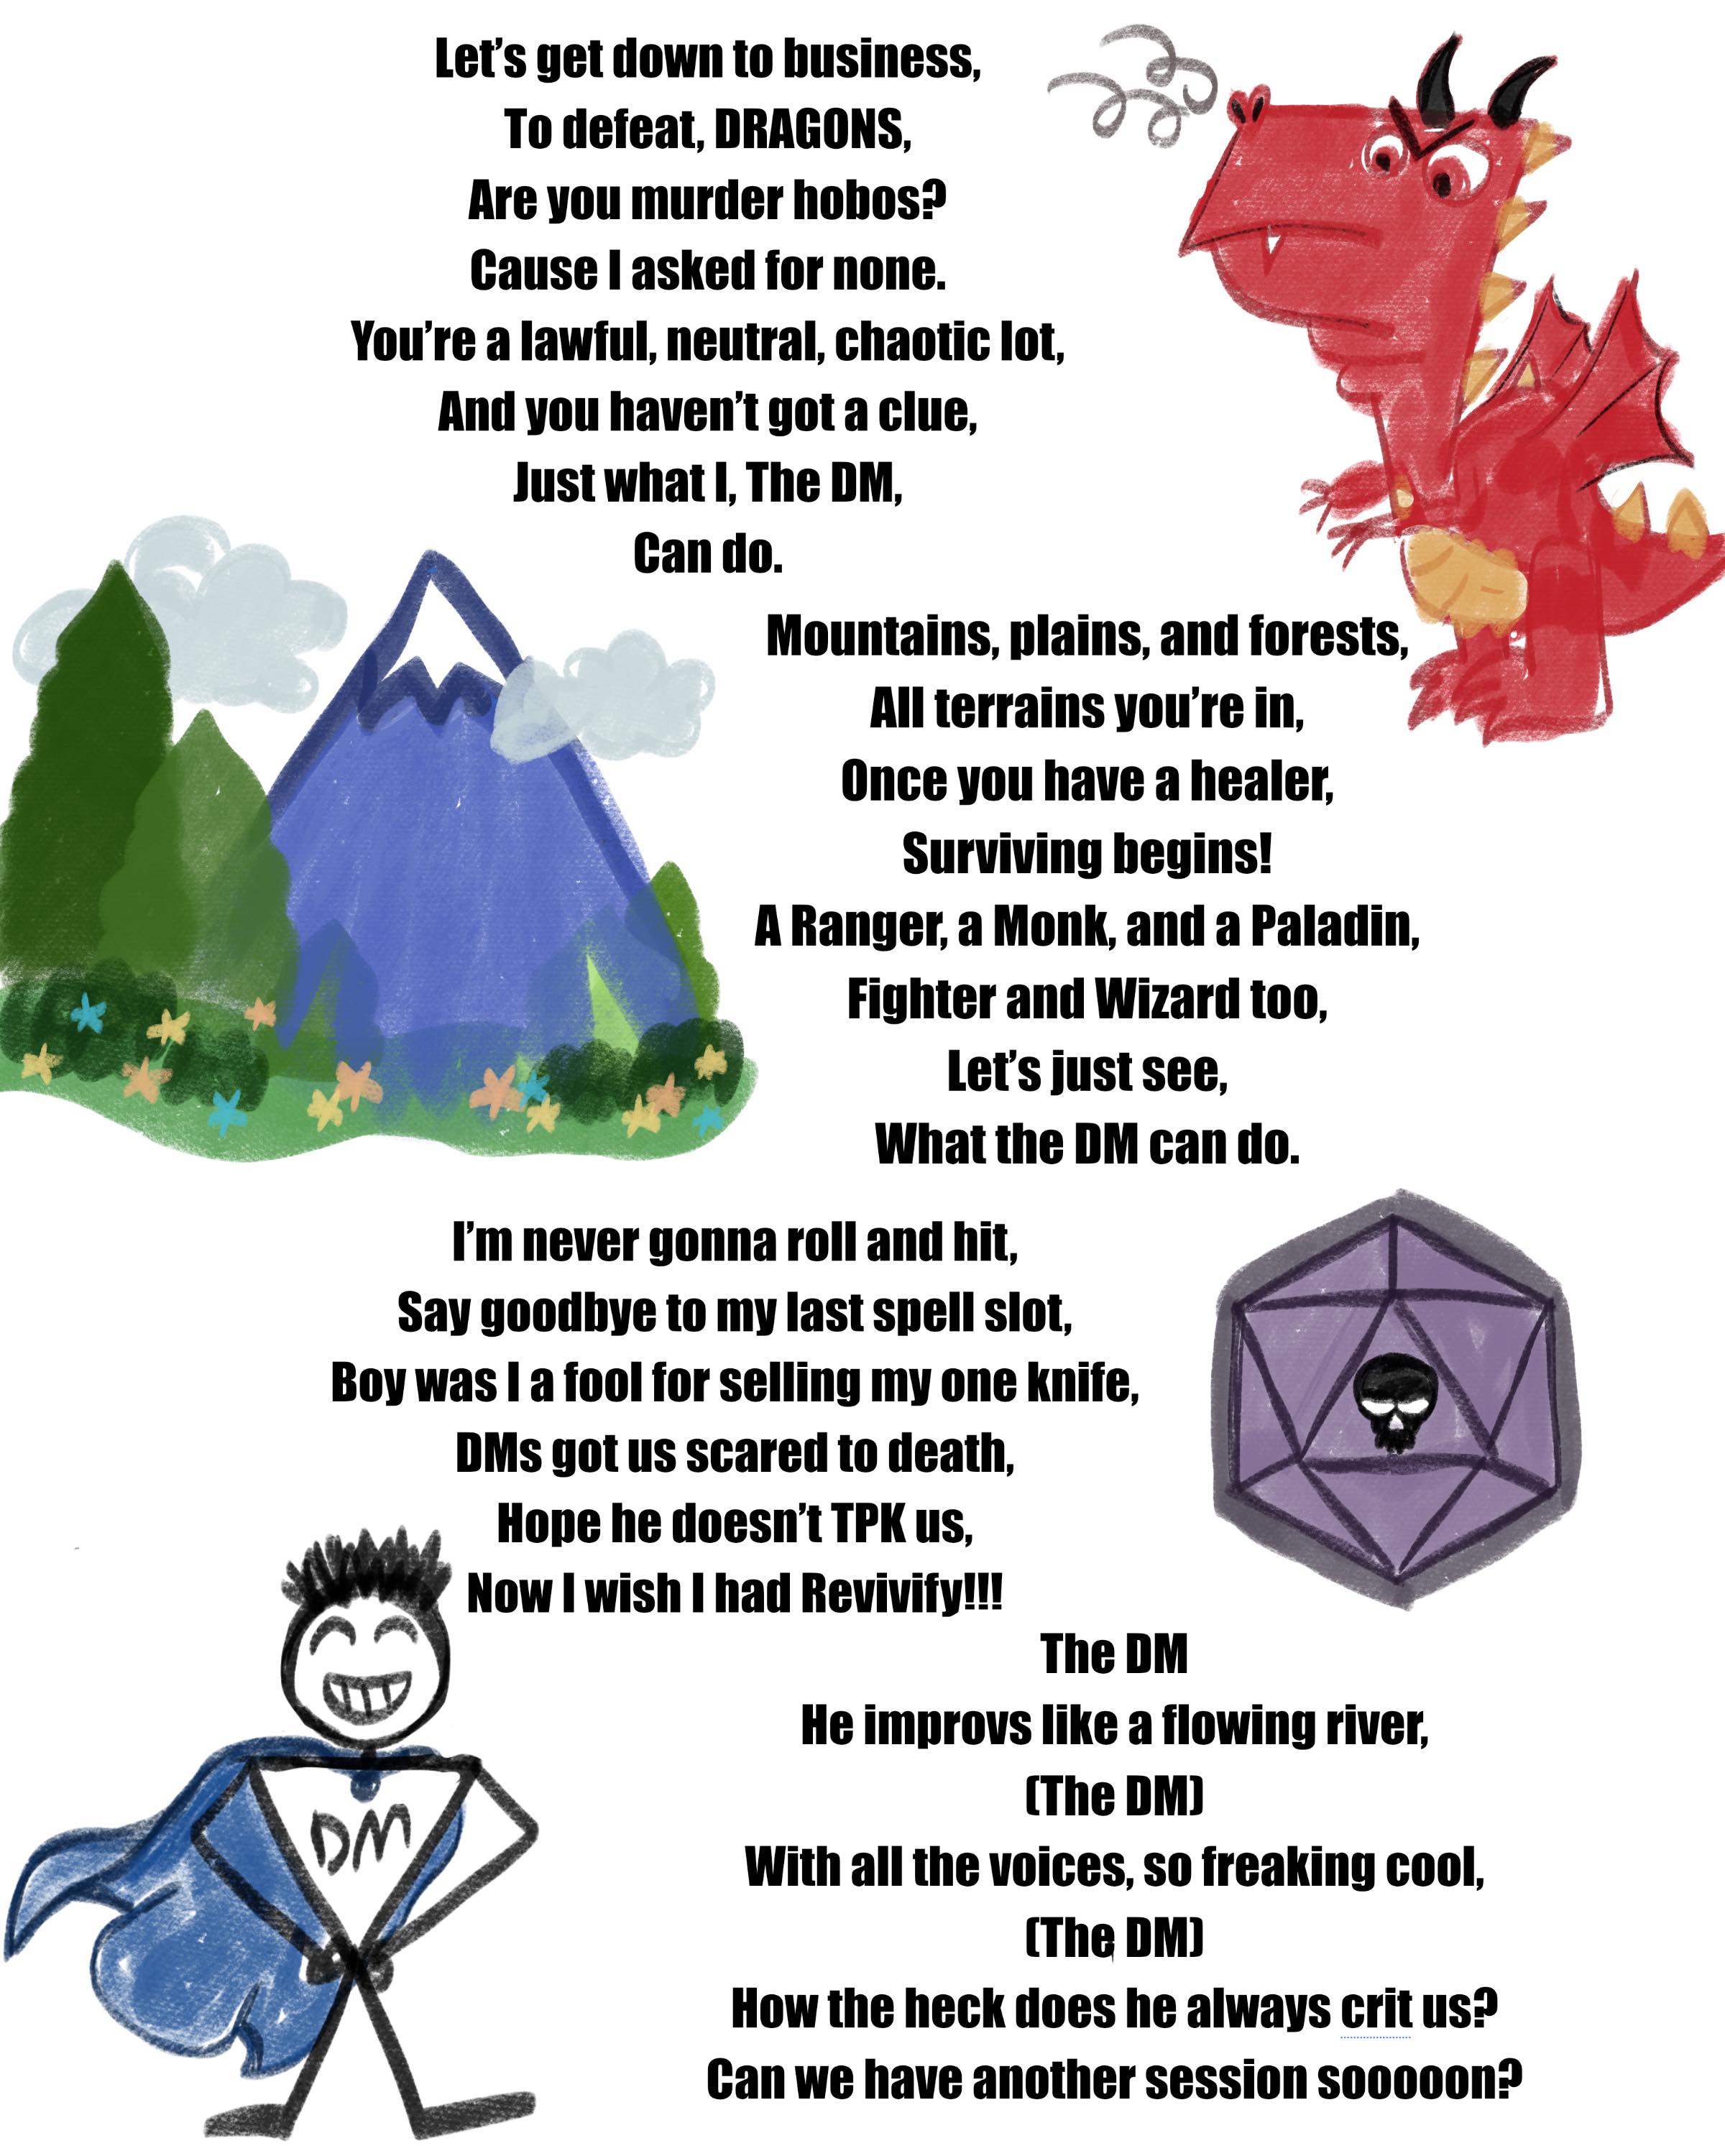 Let's get down to business,
To defeat, DRAGONS,
Are you murder hobos?
Cause I asked for none.
You're a lawful, neutral, chaotic lot,
And you haven't got a clue,
Just what I, The DM,
Can do.
Mountains, plains, and forests,
All terrains you're in,
Once you have a healer,
Surviving begins!
A Ranger, a Monk, and a Paladin,
Fighter and Wizard too,
Let's just see,
What the DM can do.
I'm never gonna roll and hit,
Say goodbye to my last spell slot,
Boy was I a fool for selling my one knife,
DMs got us scared to death,
Hope he doesn't TPK us,
Now I wish I had Revivify!!!
The DM
He improvs like a flowing river,
(The DM)
With all the voices, so freaking cool,
(The DM)
How the heck does he always crit us?
Can we have another session sooooon?
DM